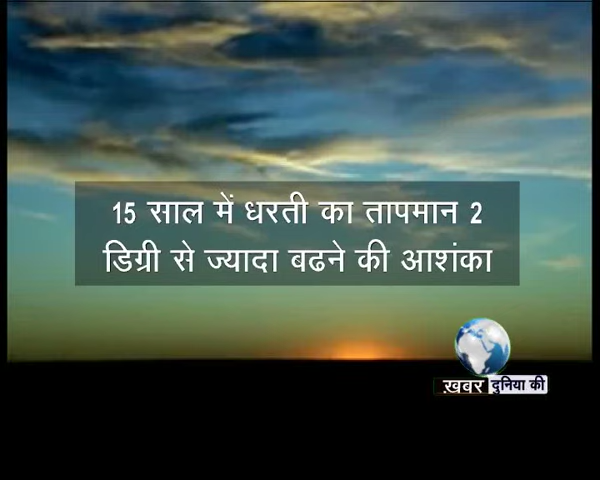 15 साल में धरती का तापमान 2
डिग्री से ज्यादा बढने की आशंका
ख़बर दुनिया की